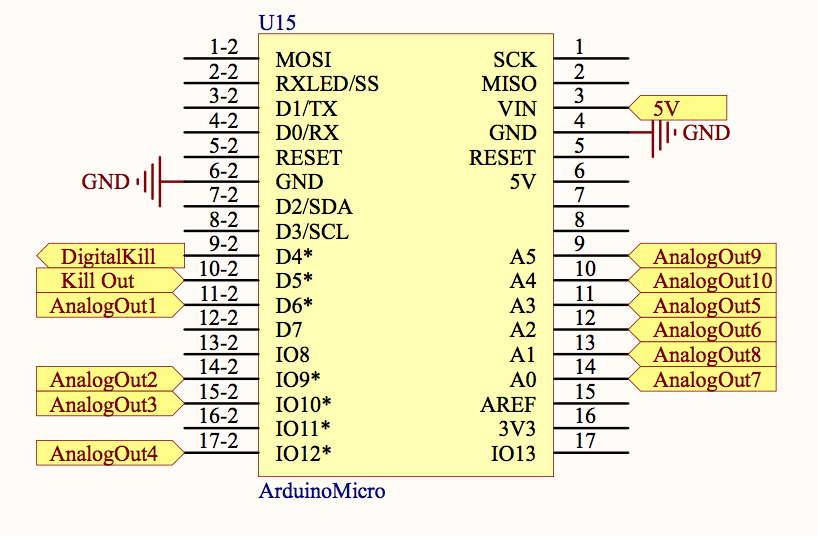 U15
1-2 MOSI SCK 1
2-2 RXLED/SS MISO 2
3-2 D1/TX VIN 3 5V
4-2 D0/RX GND 4 GND
5-2 RESET RESET 5
GND 6-2 GND 5V 6
7-2 D2/SDA 7
8-2 D3/SCL 8
DigitalKill 9-2 D4* A5 9 AnalogOut9
Kill Out 10-2 D5* A4 10 AnalogOut10
AnalogOut1 11-2 D6* A3 11 AnalogOut5
12-2 D7 A2 12 AnalogOut6
13-2 IO8 A1 13 AnalogOut8
AnalogOut2 14-2 IO9* A0 14 AnalogOut7
AnalogOut3 15-2 IO10* AREF 15
16-2 IO11* 3V3 16
AnalogOut4 17-2 IO12* IO13 17
ArduinoMicro